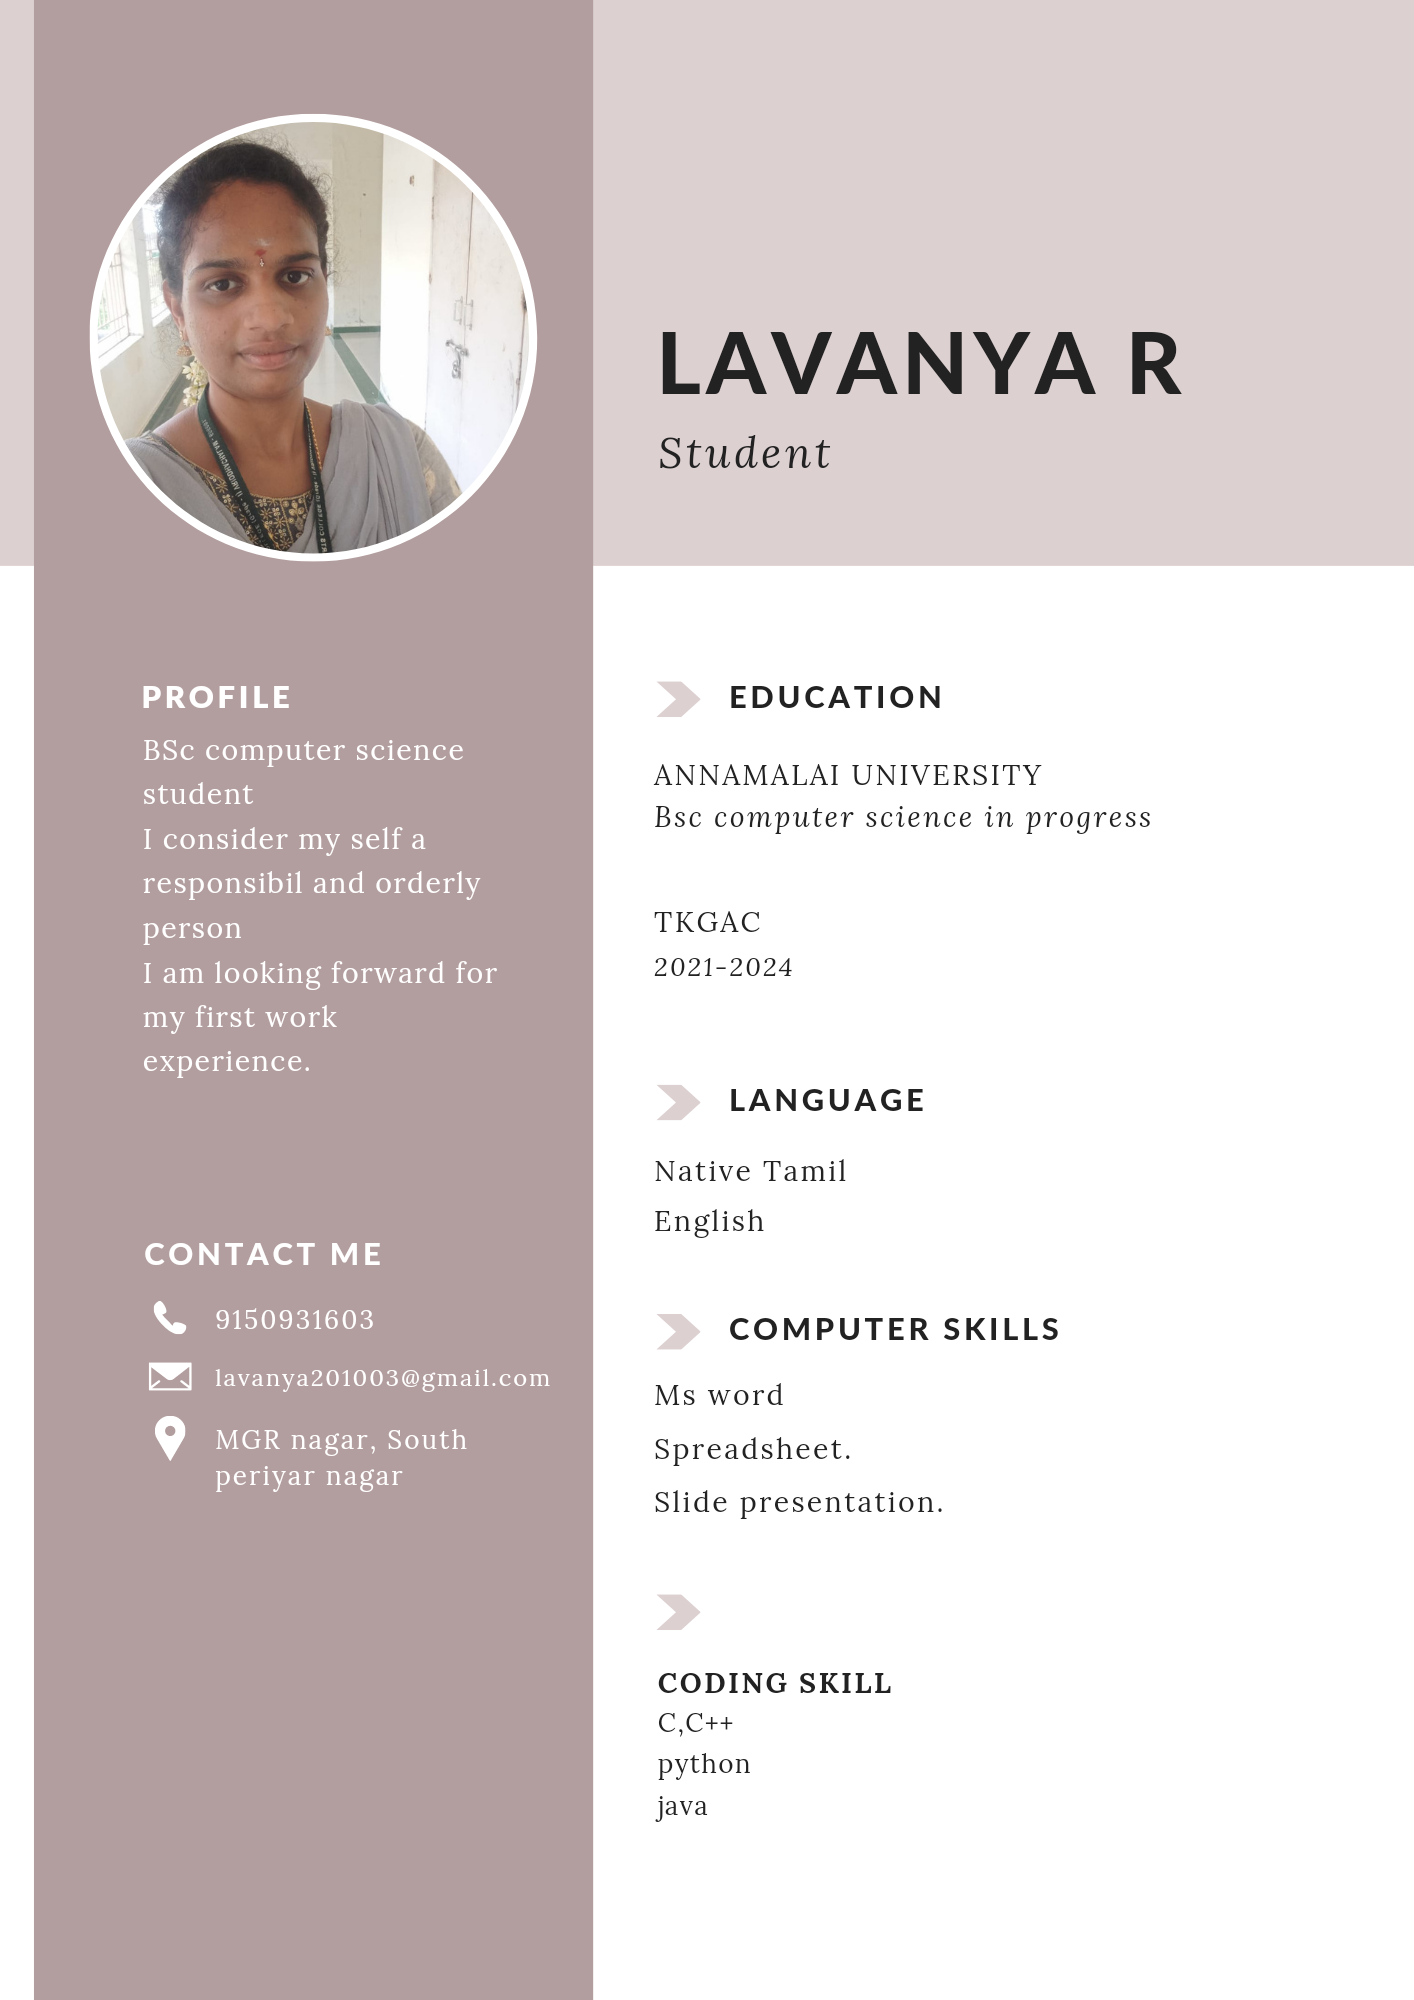 LAVANYA R
Student
PROFILE
BSc computer science
student
I consider my self a
responsibil and orderly
person
I am looking forward for
my first work
experience.
CONTACT ME
9150931603
lavanya201003@gmail.com
MGR nagar, South
periyar nagar
EDUCATION
ANNAMALAI UNIVERSITY
Bsc computer science in progress
TKGAC
2021-2024
LANGUAGE
Native Tamil
English
COMPUTER SKILLS
Ms word
Spreadsheet.
Slide presentation.
CODING SKILL
C,C++
python
java